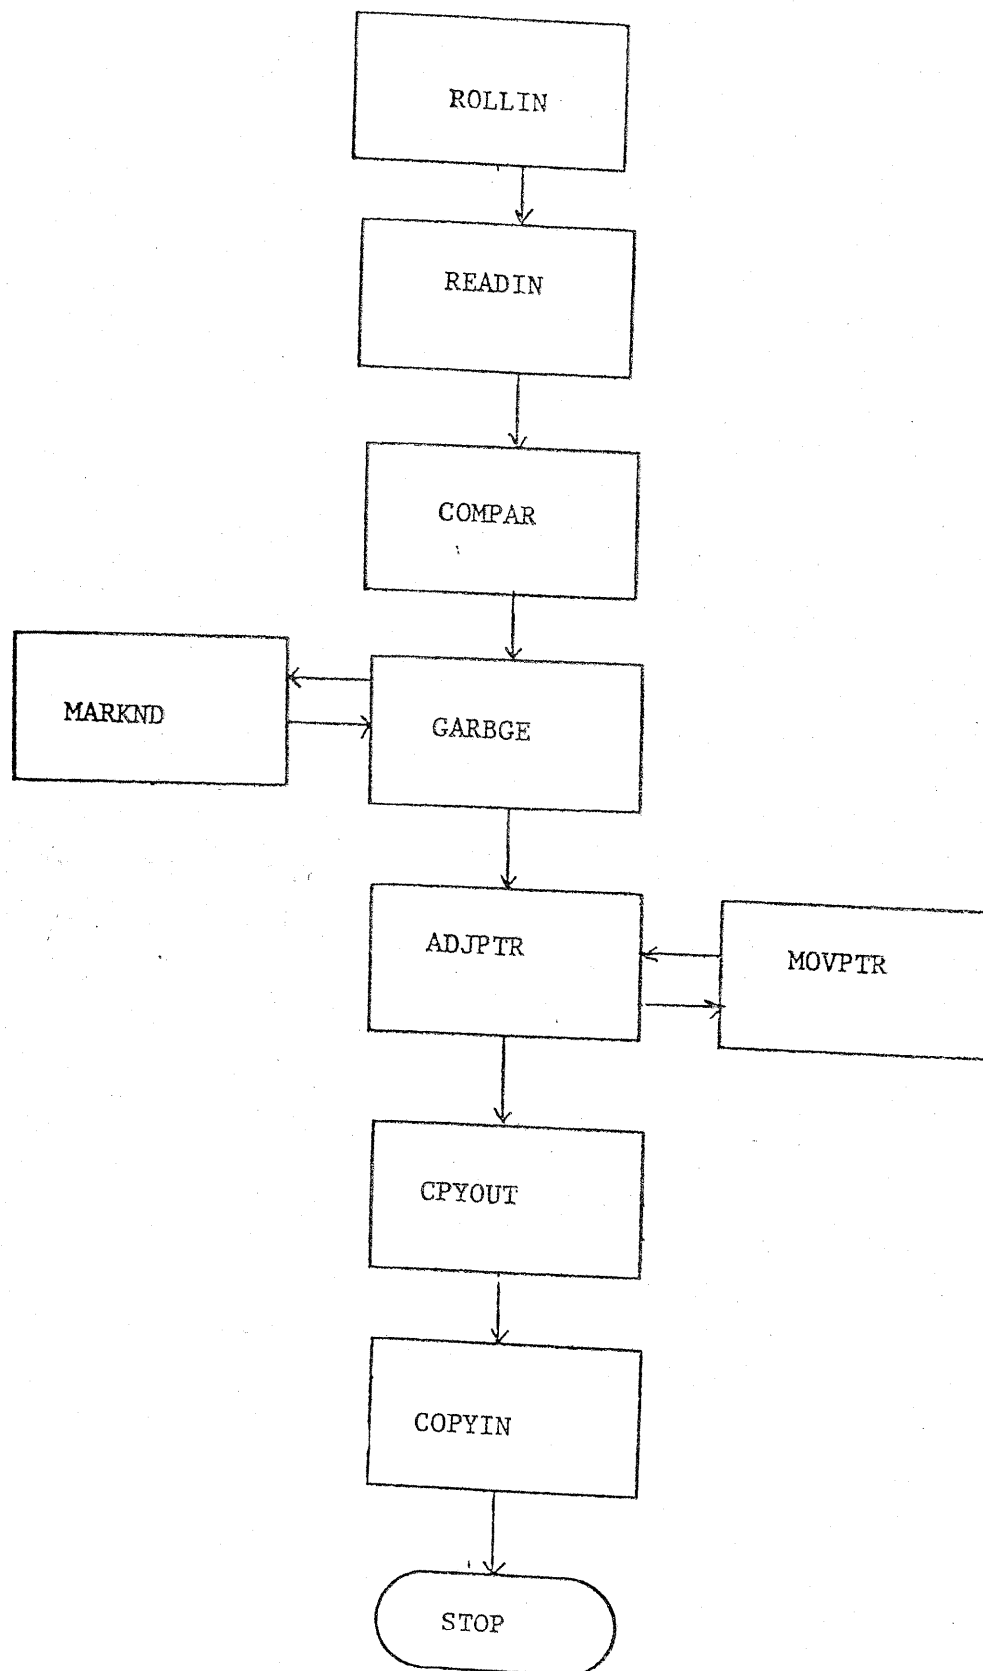 ROLLIN
READIN
COMPAR
MARKND
GARBGE
ADJPTR
MOVPTR
CPYOUT
COPYIN
STOP